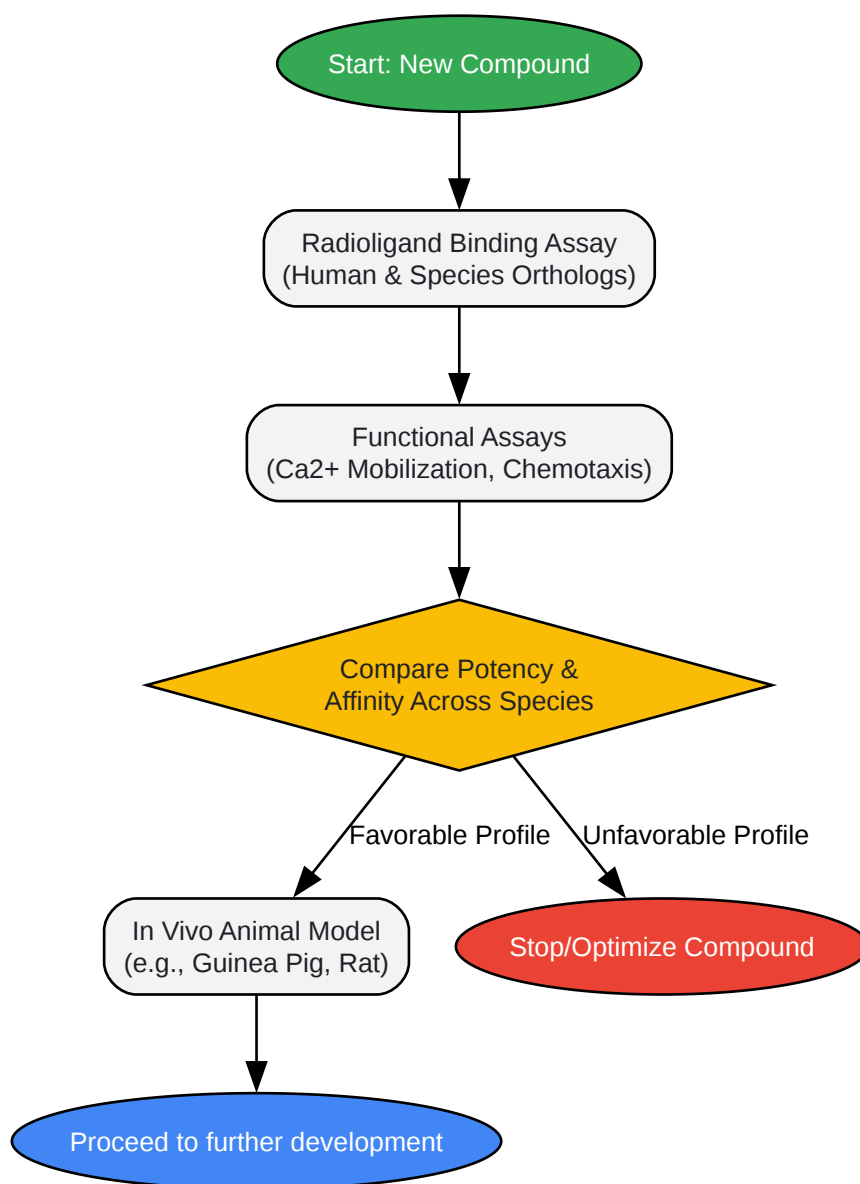 Start: New Compound
Radioligand Binding Assay
(Human & Species Orthologs)
Functional Assays
(Ca2+ Mobilization, Chemotaxis)
Compare Potency &
Affinity Across Species
Favorable Profile
Unfavorable Profile
In Vivo Animal Model
(e.g., Guinea Pig, Rat)
Stop/Optimize Compound
Proceed to further development